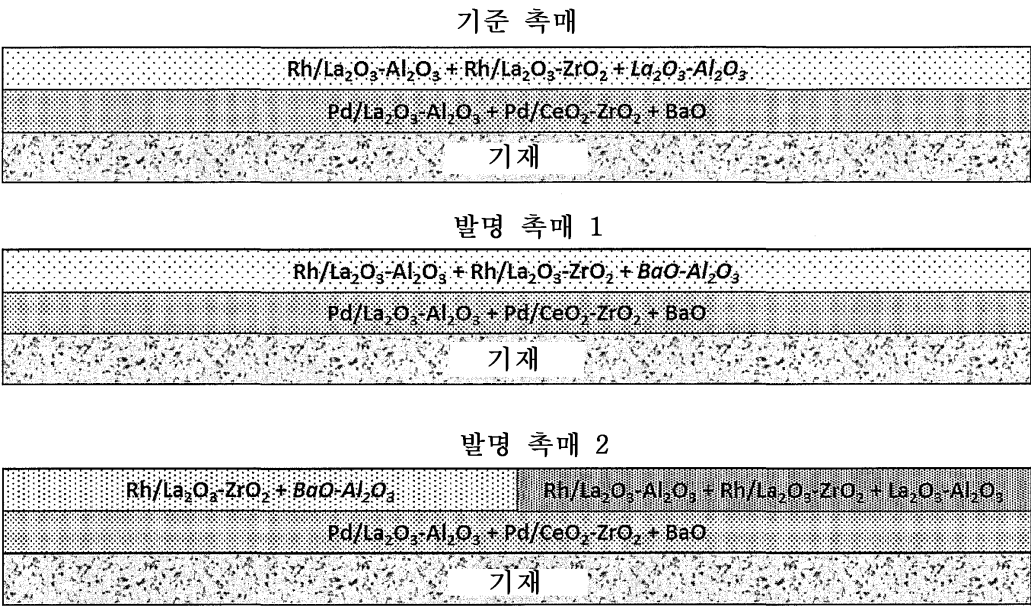 기준 촉매
Rh/La₂O₃-Al₂O₃ + Rh/La₂O₃-ZrO₂ + La₂O₃-Al₂O₃
Pd/La₂O₃-Al₂O₃ + Pd/CeO₂-ZrO₂ + BaO
기재
발명 촉매 1
Rh/La₂O₃-Al₂O₃ + Rh/La₂O₃-ZrO₂ + BaO-Al₂O₃
Pd/La₂O₃-Al₂O₃ + Pd/CeO₂-ZrO₂ + BaO
기재
발명 촉매 2
Rh/La₂O₃-ZrO₂ + BaO-Al₂O₃
Rh/La₂O₃-Al₂O₃ + Rh/La₂O₃-ZrO₂ + La₂O₃-Al₂O₃
Pd/La₂O₃-Al₂O₃ + Pd/CeO₂-ZrO₂ + BaO
기재